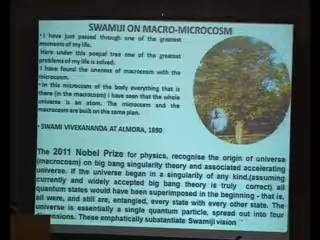 SWAMIJI ON MACRO-MICROCOSM
• I have just passed through one of the greatest
moments of my life.
Here under this peepal tree one of the greatest
problems of my life is solved.
I have found the oneness of macrocosm with the
microcosm.
• In this microcosm of the body everything that is
there (in the macrocosm) I have seen that the whole
universe is an atom. The microcosm and the
macrocosm are built on the same plan.
• SWAMI VIVEKANANDA AT ALMORA, 1890
The 2011 Nobel Prize for physics, recognise the origin of universe
(macrocosm) on big bang singularity theory and associated accelerating
universe. If the universe began in a singularity of any kind,(assuming
currently and widely accepted big bang theory is truly correct) all
quantum states would have been superimposed in the beginning - that is,
all were, and still are, entangled, every state with every other state. The
universe is essentially a single quantum particle, spread out into four
dimensions. These emphatically substantiate Swamiji vision